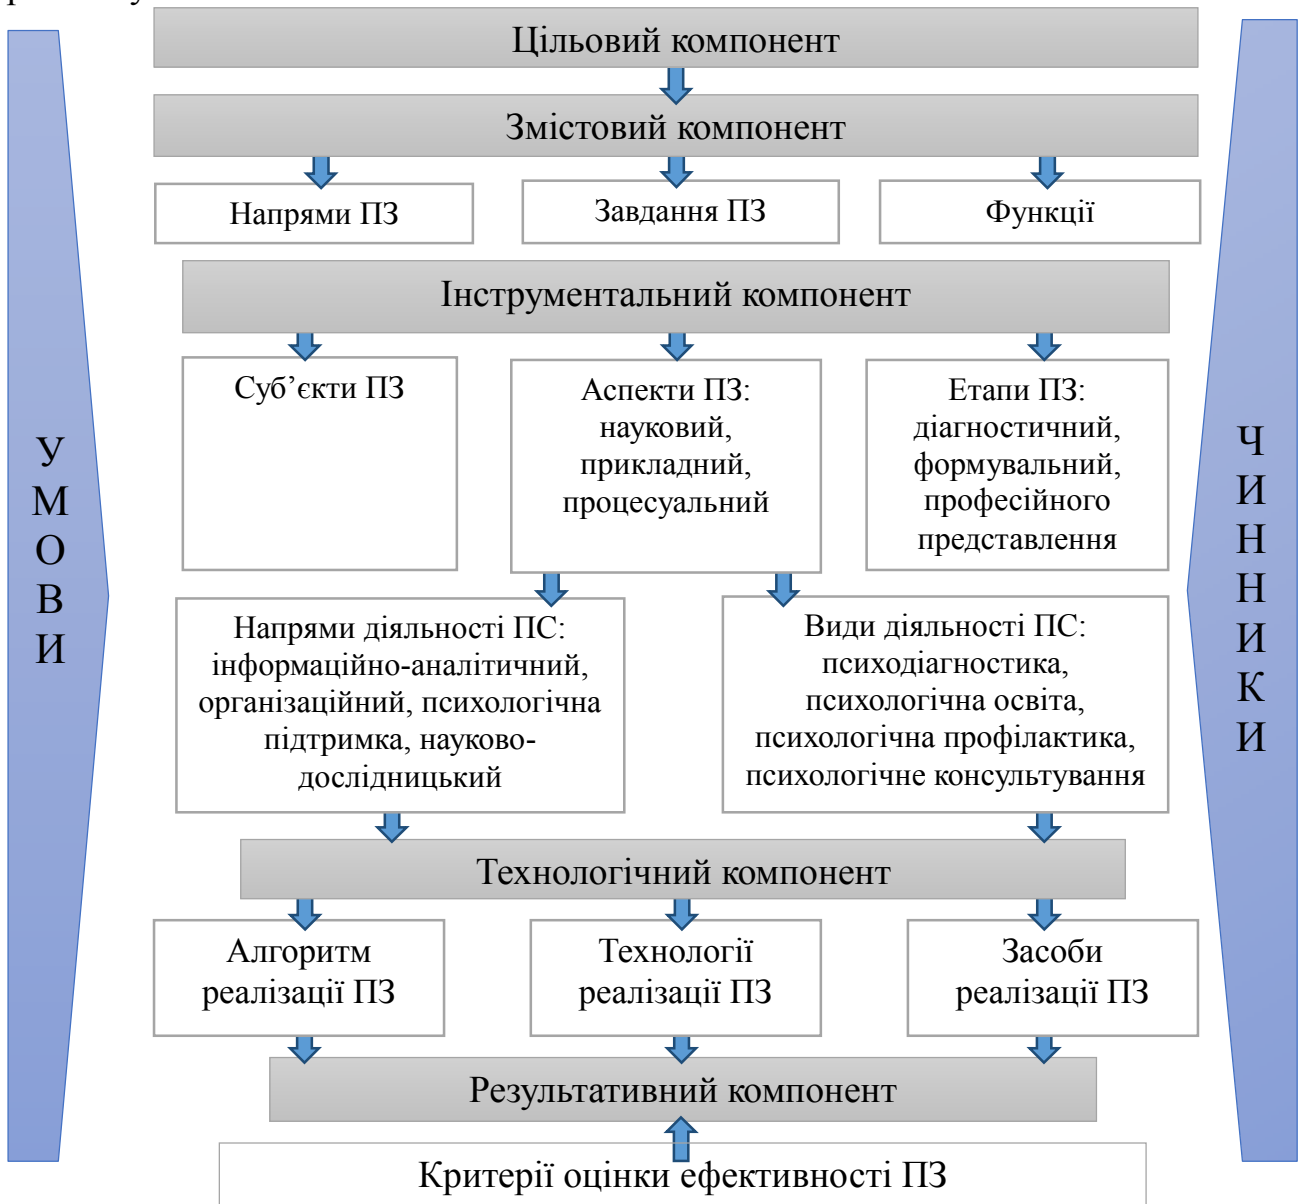 Цільовий компонент
Змістовий компонент
Напрями ПЗ
Завдання ПЗ
Функції
Інструментальний компонент
Суб’єкти ПЗ
Аспекти ПЗ:
науковий,
прикладний,
процесуальний
Етапи ПЗ:
діагностичний,
формувальний,
професійного
представлення
УМОВИ
ЧИННИКИ
Напрями діяльності ПС:
інформаційно-аналітичний,
організаційний, психологічна
підтримка, науково-
дослідницький
Види діяльності ПС:
психодіагностика,
психологічна освіта,
психологічна профілактика,
психологічне консультування
Технологічний компонент
Алгоритм
реалізації ПЗ
Технології
реалізації ПЗ
Засоби
реалізації ПЗ
Результативний компонент
Критерії оцінки ефективності ПЗ